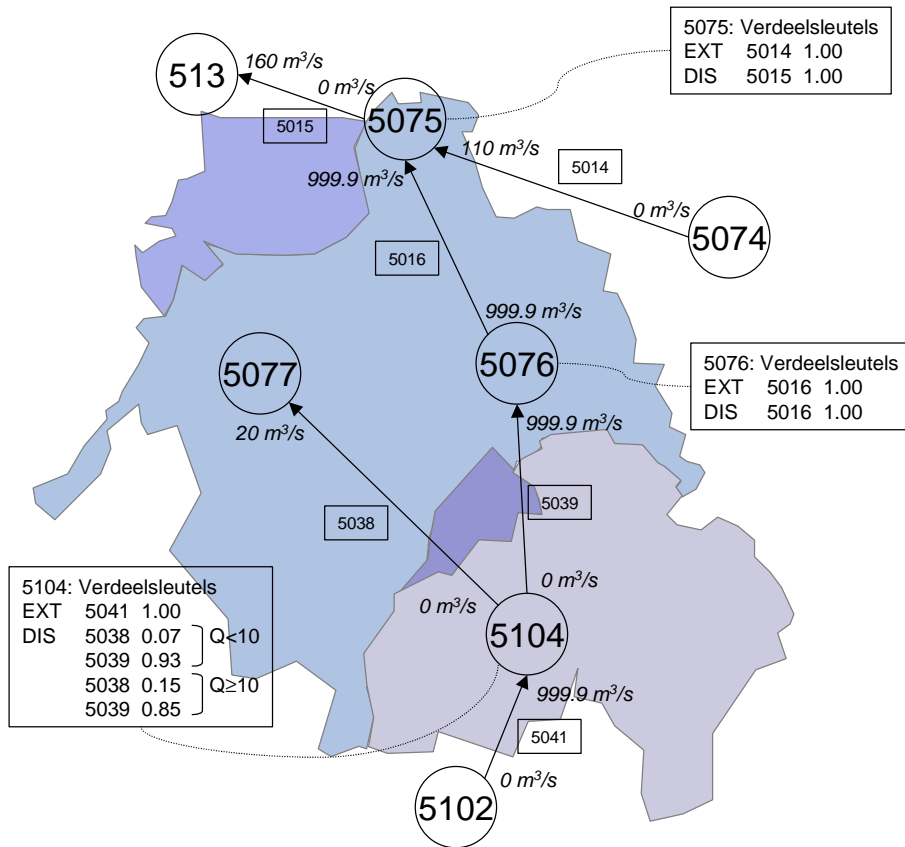 5075: Verdeelsleutels
EXT 5014 1.00
DIS 5015 1.00
160 m³/s
513
0 m³/s
5075
5015
110 m³/s
5014
999.9 m³/s
0 m³/s
5074
5016
999.9 m³/s
5076: Verdeelsleutels
EXT 5016 1.00
DIS 5016 1.00
5077
5076
20 m³/s
999.9 m³/s
5038
5039
5104: Verdeelsleutels
EXT 5041 1.00
DIS 5038 0.07
5039 0.93
Q<10
5038 0.15
5039 0.85
Q≥10
0 m³/s
0 m³/s
5104
999.9 m³/s
5041
0 m³/s
5102